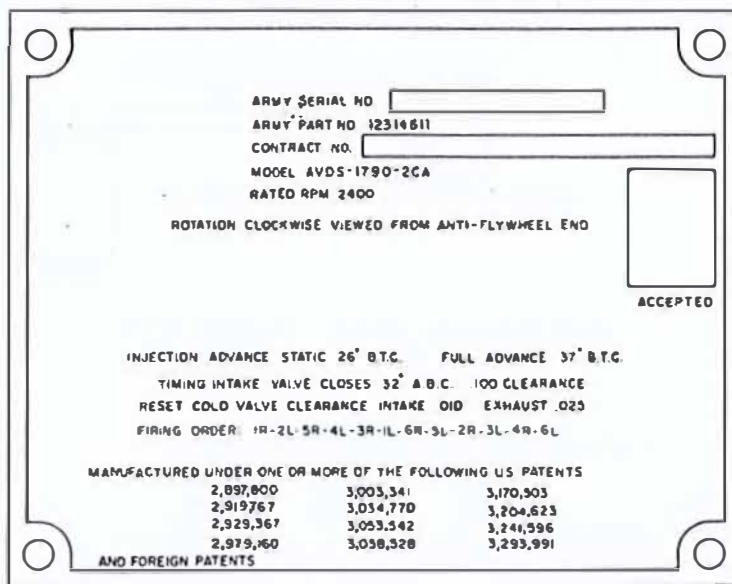 ARMY SERIAL NO
ARMY PART NO 12314611
CONTRACT NO.
MODEL AVDS-1790-2CA
RATED RPM 2400
ROTATION CLOCKWISE VIEWED FROM ANTI-FLYWHEEL END
ACCEPTED
INJECTION ADVANCE STATIC 26° B.T.C. FULL ADVANCE 37° B.T.C.
TIMING INTAKE VALVE CLOSES 32° A.B.C. .100 CLEARANCE
RESET COLD VALVE CLEARANCE INTAKE 010 EXHAUST .025
FIRING ORDER: 1R-2L-5R-4L-3R-1L-6R-5L-2R-3L-4R-6L
MANUFACTURED UNDER ONE OR MORE OF THE FOLLOWING US PATENTS
2,897,800 3,003,341 3,170,503
2,919,767 3,034,770 3,204,623
2,929,367 3,053,542 3,241,596
2,979,160 3,058,528 3,293,991
AND FOREIGN PATENTS